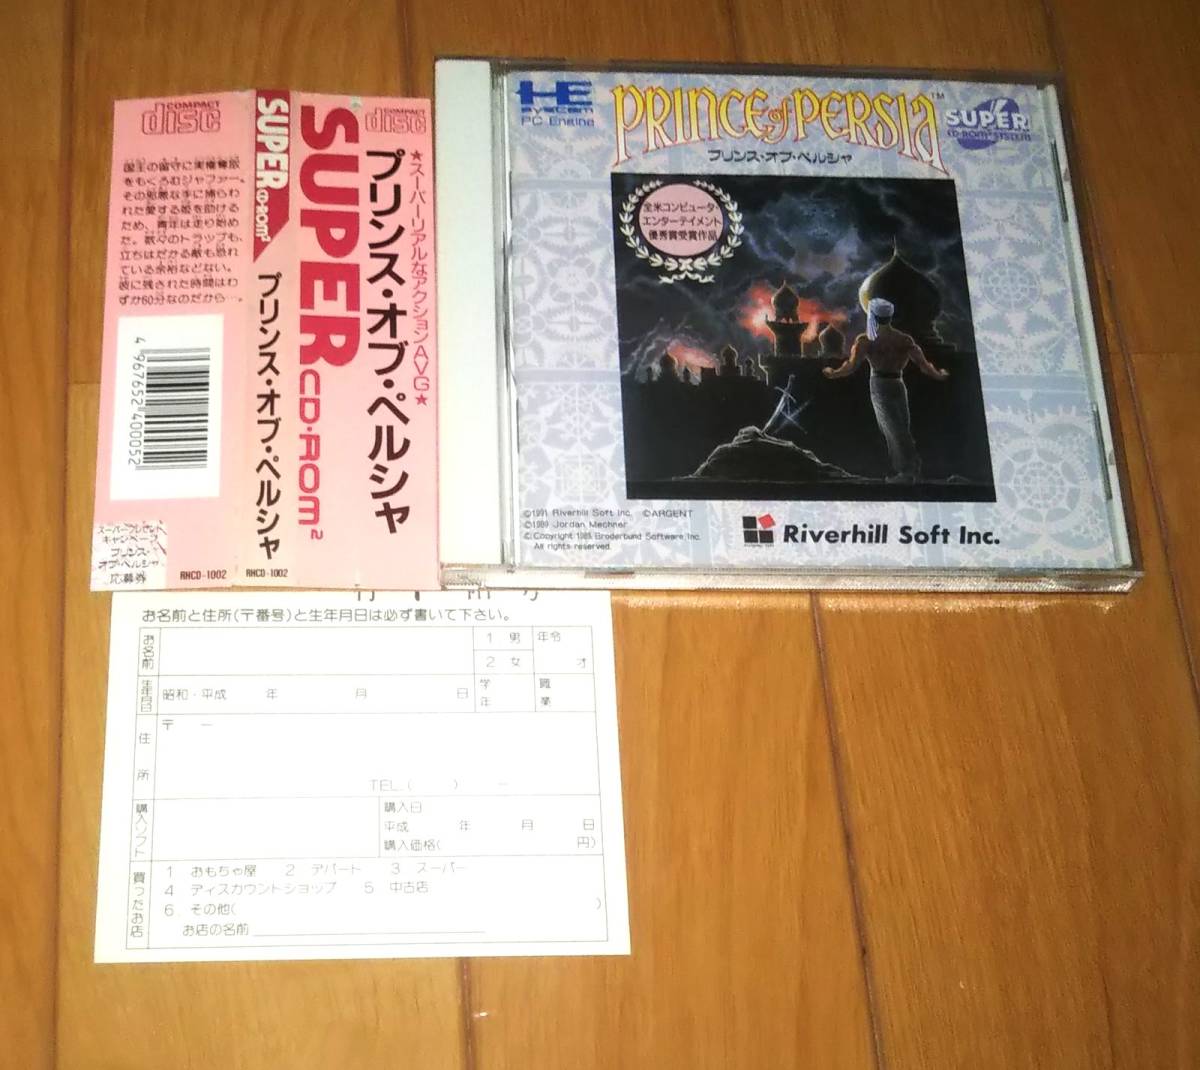 COMPACT
disc
国王の留守に実権奪取
をもくろむジャファー。
その邪悪な手に捕らわ
れた愛する姫を助ける
ため、青年は走り始め
た。数々のトラップも、
立ちはだかる敵も恐れ
ている余裕などない。
彼に残された時間はわ
ずか60分なのだから…。
4 967652 400052
スーパープレゼント
キャンペーン
プリンス・
オブ・ペルシャ
応募券
RHCD-1002
SUPER CD-ROM²
プリンス・オブ・ペルシャ
RHCD-1002
SUPER CD-ROM²
COMPACT
disc
★スーパーリアルなアクションAVG★
プリンス・オブ・ペルシャ
HE
system
PC Engine
PRINCE of PERSIA™
プリンス・オブ・ペルシャ
SUPER
CD-ROM² SYSTEM
全米コンピュータ・
エンターテイメント
優秀賞受賞作品
©1991 Riverhill Soft Inc. ©ARGENT
©1989 Jordan Mechner
©Copyright 1989 Broderbund Software Inc.
All rights reserved.
Riverhill Soft Inc.
お名前と住所(〒番号)と生年月日は必ず書いて下さい。
お名前
1 男
2 女
年令
才
生年月日
昭和・平成 年 月 日
学年
職業
住所
〒 ―
TEL.( ) ―
購入ソフト
購入日
平成 年 月 日
購入価格( 円)
買ったお店
1 おもちゃ屋 2 デパート 3 スーパー
4 ディスカウントショップ 5 中古店
6. その他( )
お店の名前